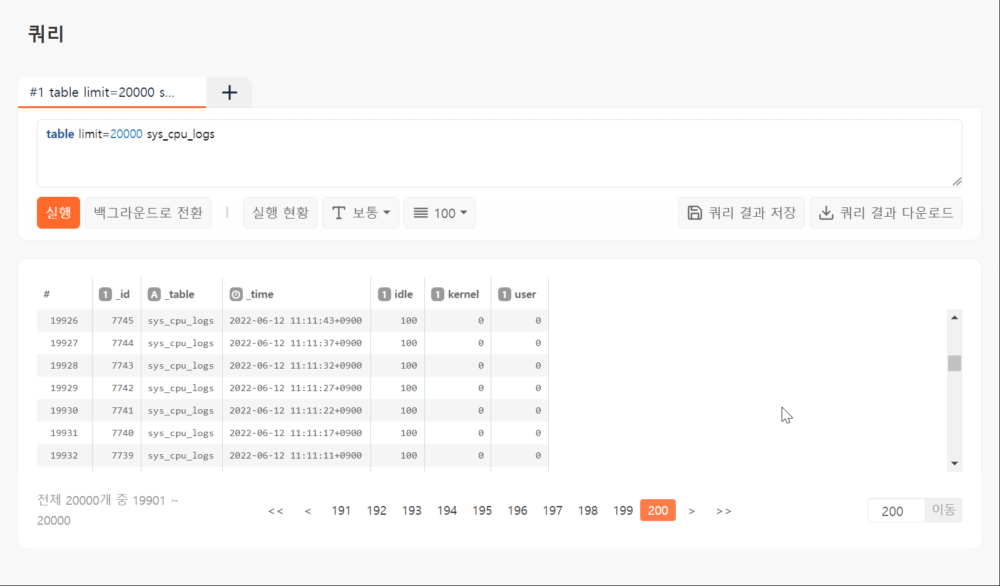 쿼리
#1 table limit=20000 s...
table limit=20000 sys_cpu_logs
실행 백그라운드로 전환 실행 현황 보통 100 쿼리 결과 저장 쿼리 결과 다운로드
# 1 _id A _table _time 1 idle 1 kernel 1 user
19926 7745 sys_cpu_logs 2022-06-12 11:11:43+0900 100 0 0
19927 7744 sys_cpu_logs 2022-06-12 11:11:37+0900 100 0 0
19928 7743 sys_cpu_logs 2022-06-12 11:11:32+0900 100 0 0
19929 7742 sys_cpu_logs 2022-06-12 11:11:27+0900 100 0 0
19930 7741 sys_cpu_logs 2022-06-12 11:11:22+0900 100 0 0
19931 7740 sys_cpu_logs 2022-06-12 11:11:17+0900 100 0 0
19932 7739 sys_cpu_logs 2022-06-12 11:11:11+0900 100 0 0
전체 20000개 중 19901 ~
20000
<< < 191 192 193 194 195 196 197 198 199 200 > >>
200 이동